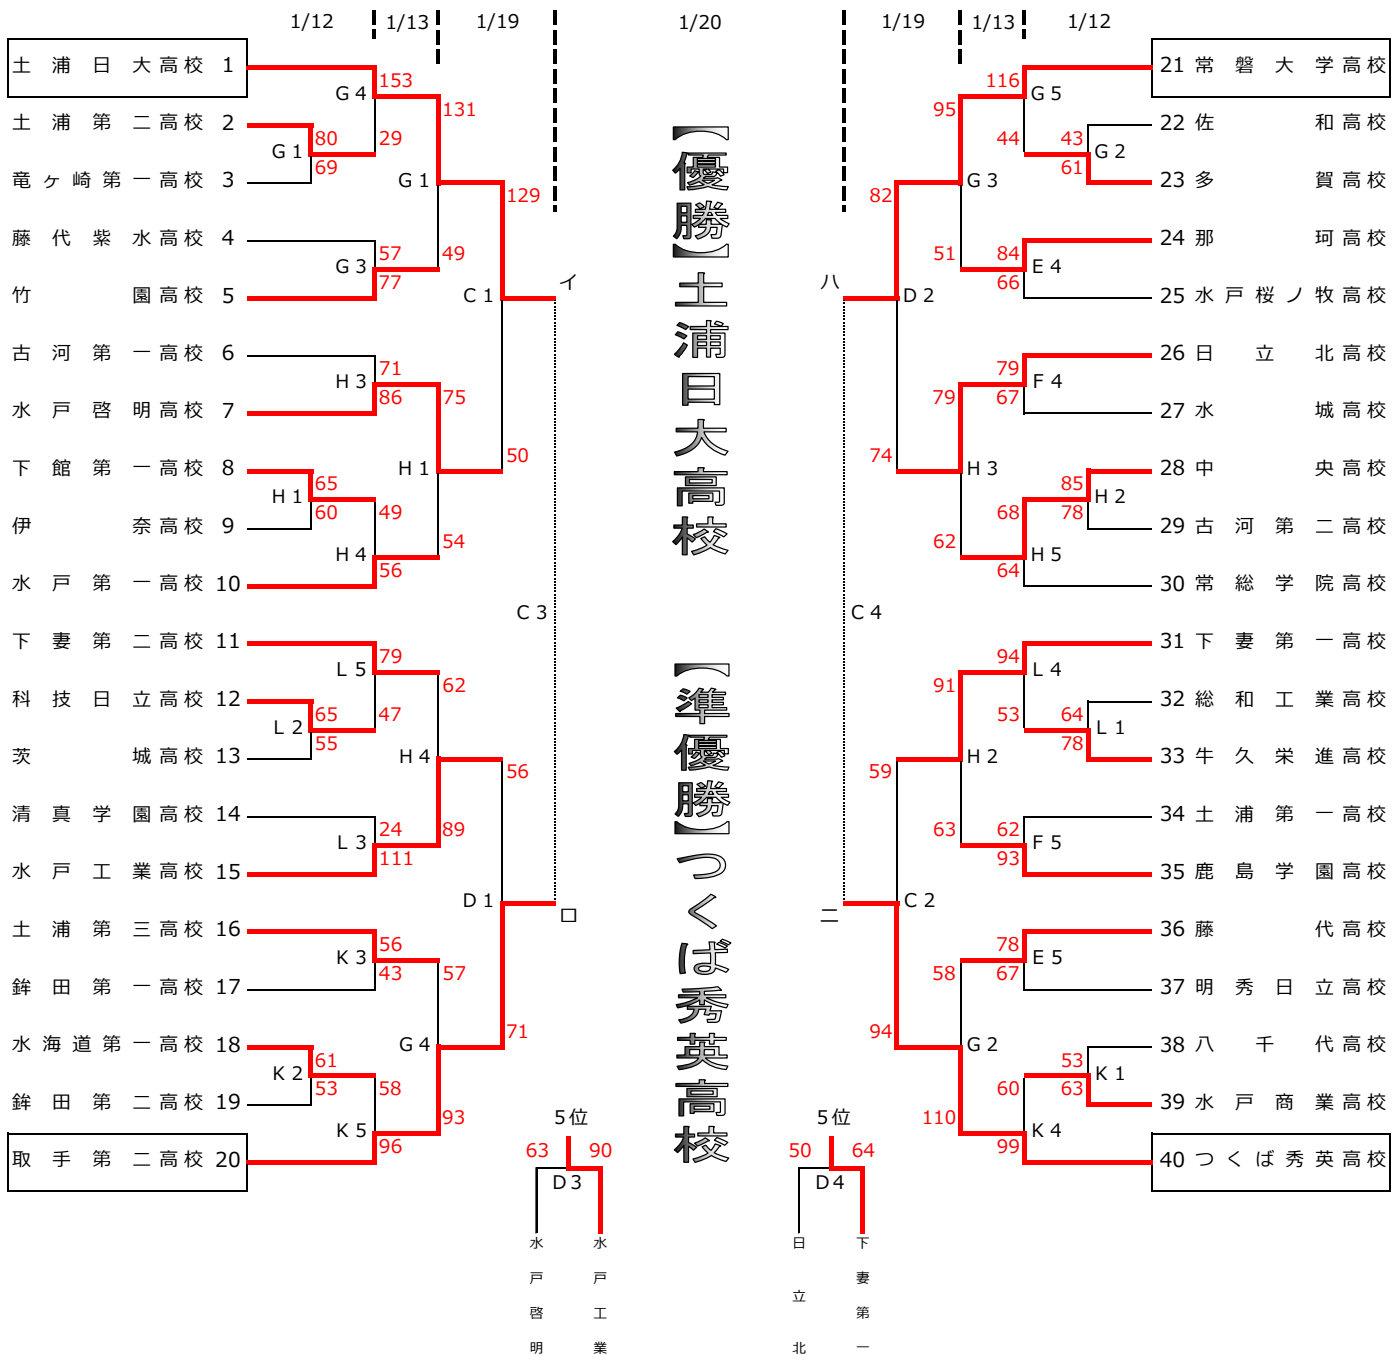 1/12 1/13 1/19 1/20 1/19 1/13 1/12
【優勝】土浦日大高校
【準優勝】つくば秀英高校
土浦日大高校 1
土浦第二高校 2
竜ヶ崎第一高校 3
藤代紫水高校 4
竹園高校 5
古河第一高校 6
水戸啓明高校 7
下館第一高校 8
伊奈高校 9
水戸第一高校 10
下妻第二高校 11
科技日立高校 12
茨城高校 13
清真学園高校 14
水戸工業高校 15
土浦第三高校 16
鉾田第一高校 17
水海道第一高校 18
鉾田第二高校 19
取手第二高校 20
G4 153 29
G1 80 69
G3 57 77
H3 71 86
H1 65 60
H4 49 56
L5 79 47
L2 65 55
L3 24 111
K3 56 43
K2 61 53
K5 58 96
G1 131 49
H1 75 54
H4 62 89
G4 57 93
C1 129 50
D1 56 71
イ
C3
ロ
ハ
C4
ニ
D2 82 74
C2 59 94
G3 95 51
H3 79 62
H2 91 63
G2 58 110
G5 116 44
G2 43 61
E4 84 66
F4 79 67
H2 85 78
H5 68 64
L4 94 53
L1 64 78
F5 62 93
E5 78 67
K1 53 63
K4 60 99
21 常磐大学高校
22 佐和高校
23 多賀高校
24 那珂高校
25 水戸桜ノ牧高校
26 日立北高校
27 水城高校
28 中央高校
29 古河第二高校
30 常総学院高校
31 下妻第一高校
32 総和工業高校
33 牛久栄進高校
34 土浦第一高校
35 鹿島学園高校
36 藤代高校
37 明秀日立高校
38 八千代高校
39 水戸商業高校
40 つくば秀英高校
5位
63 90
D3
水戸啓明
水戸工業
5位
50 64
D4
日立北
下妻第一